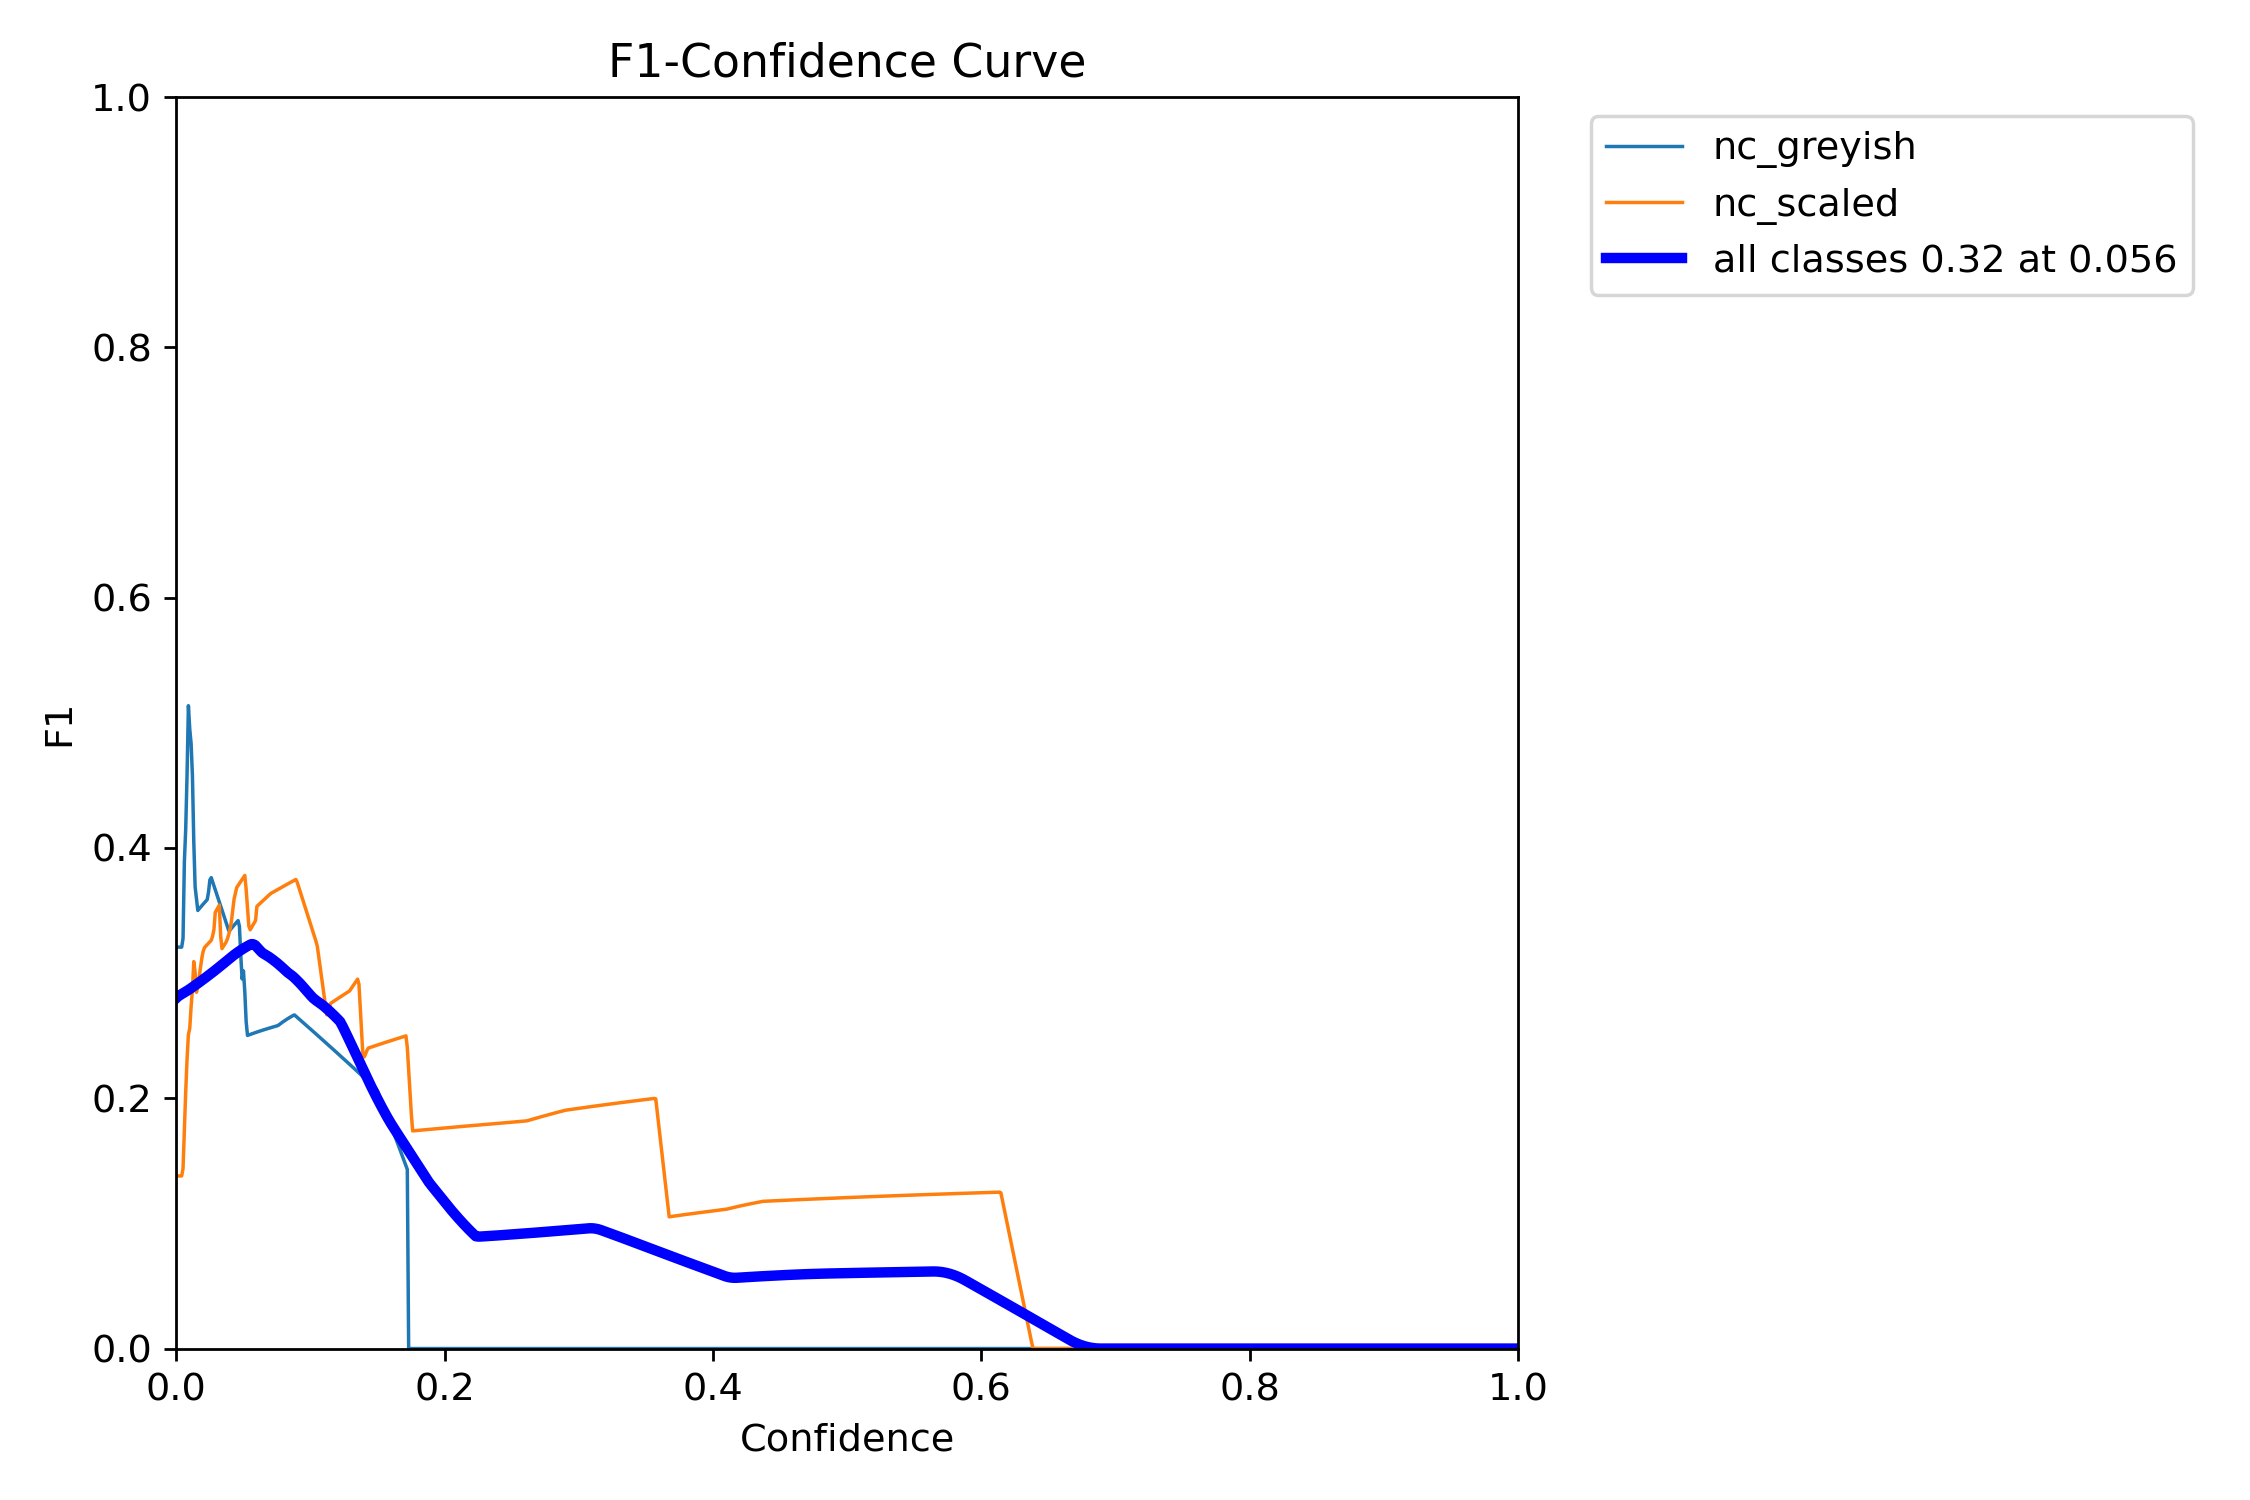 F1-Confidence Curve
1.0
0.8
0.6
0.4
0.2
0.0
F1
0.0 0.2 0.4 0.6 0.8 1.0
Confidence
nc_greyish
nc_scaled
all classes 0.32 at 0.056